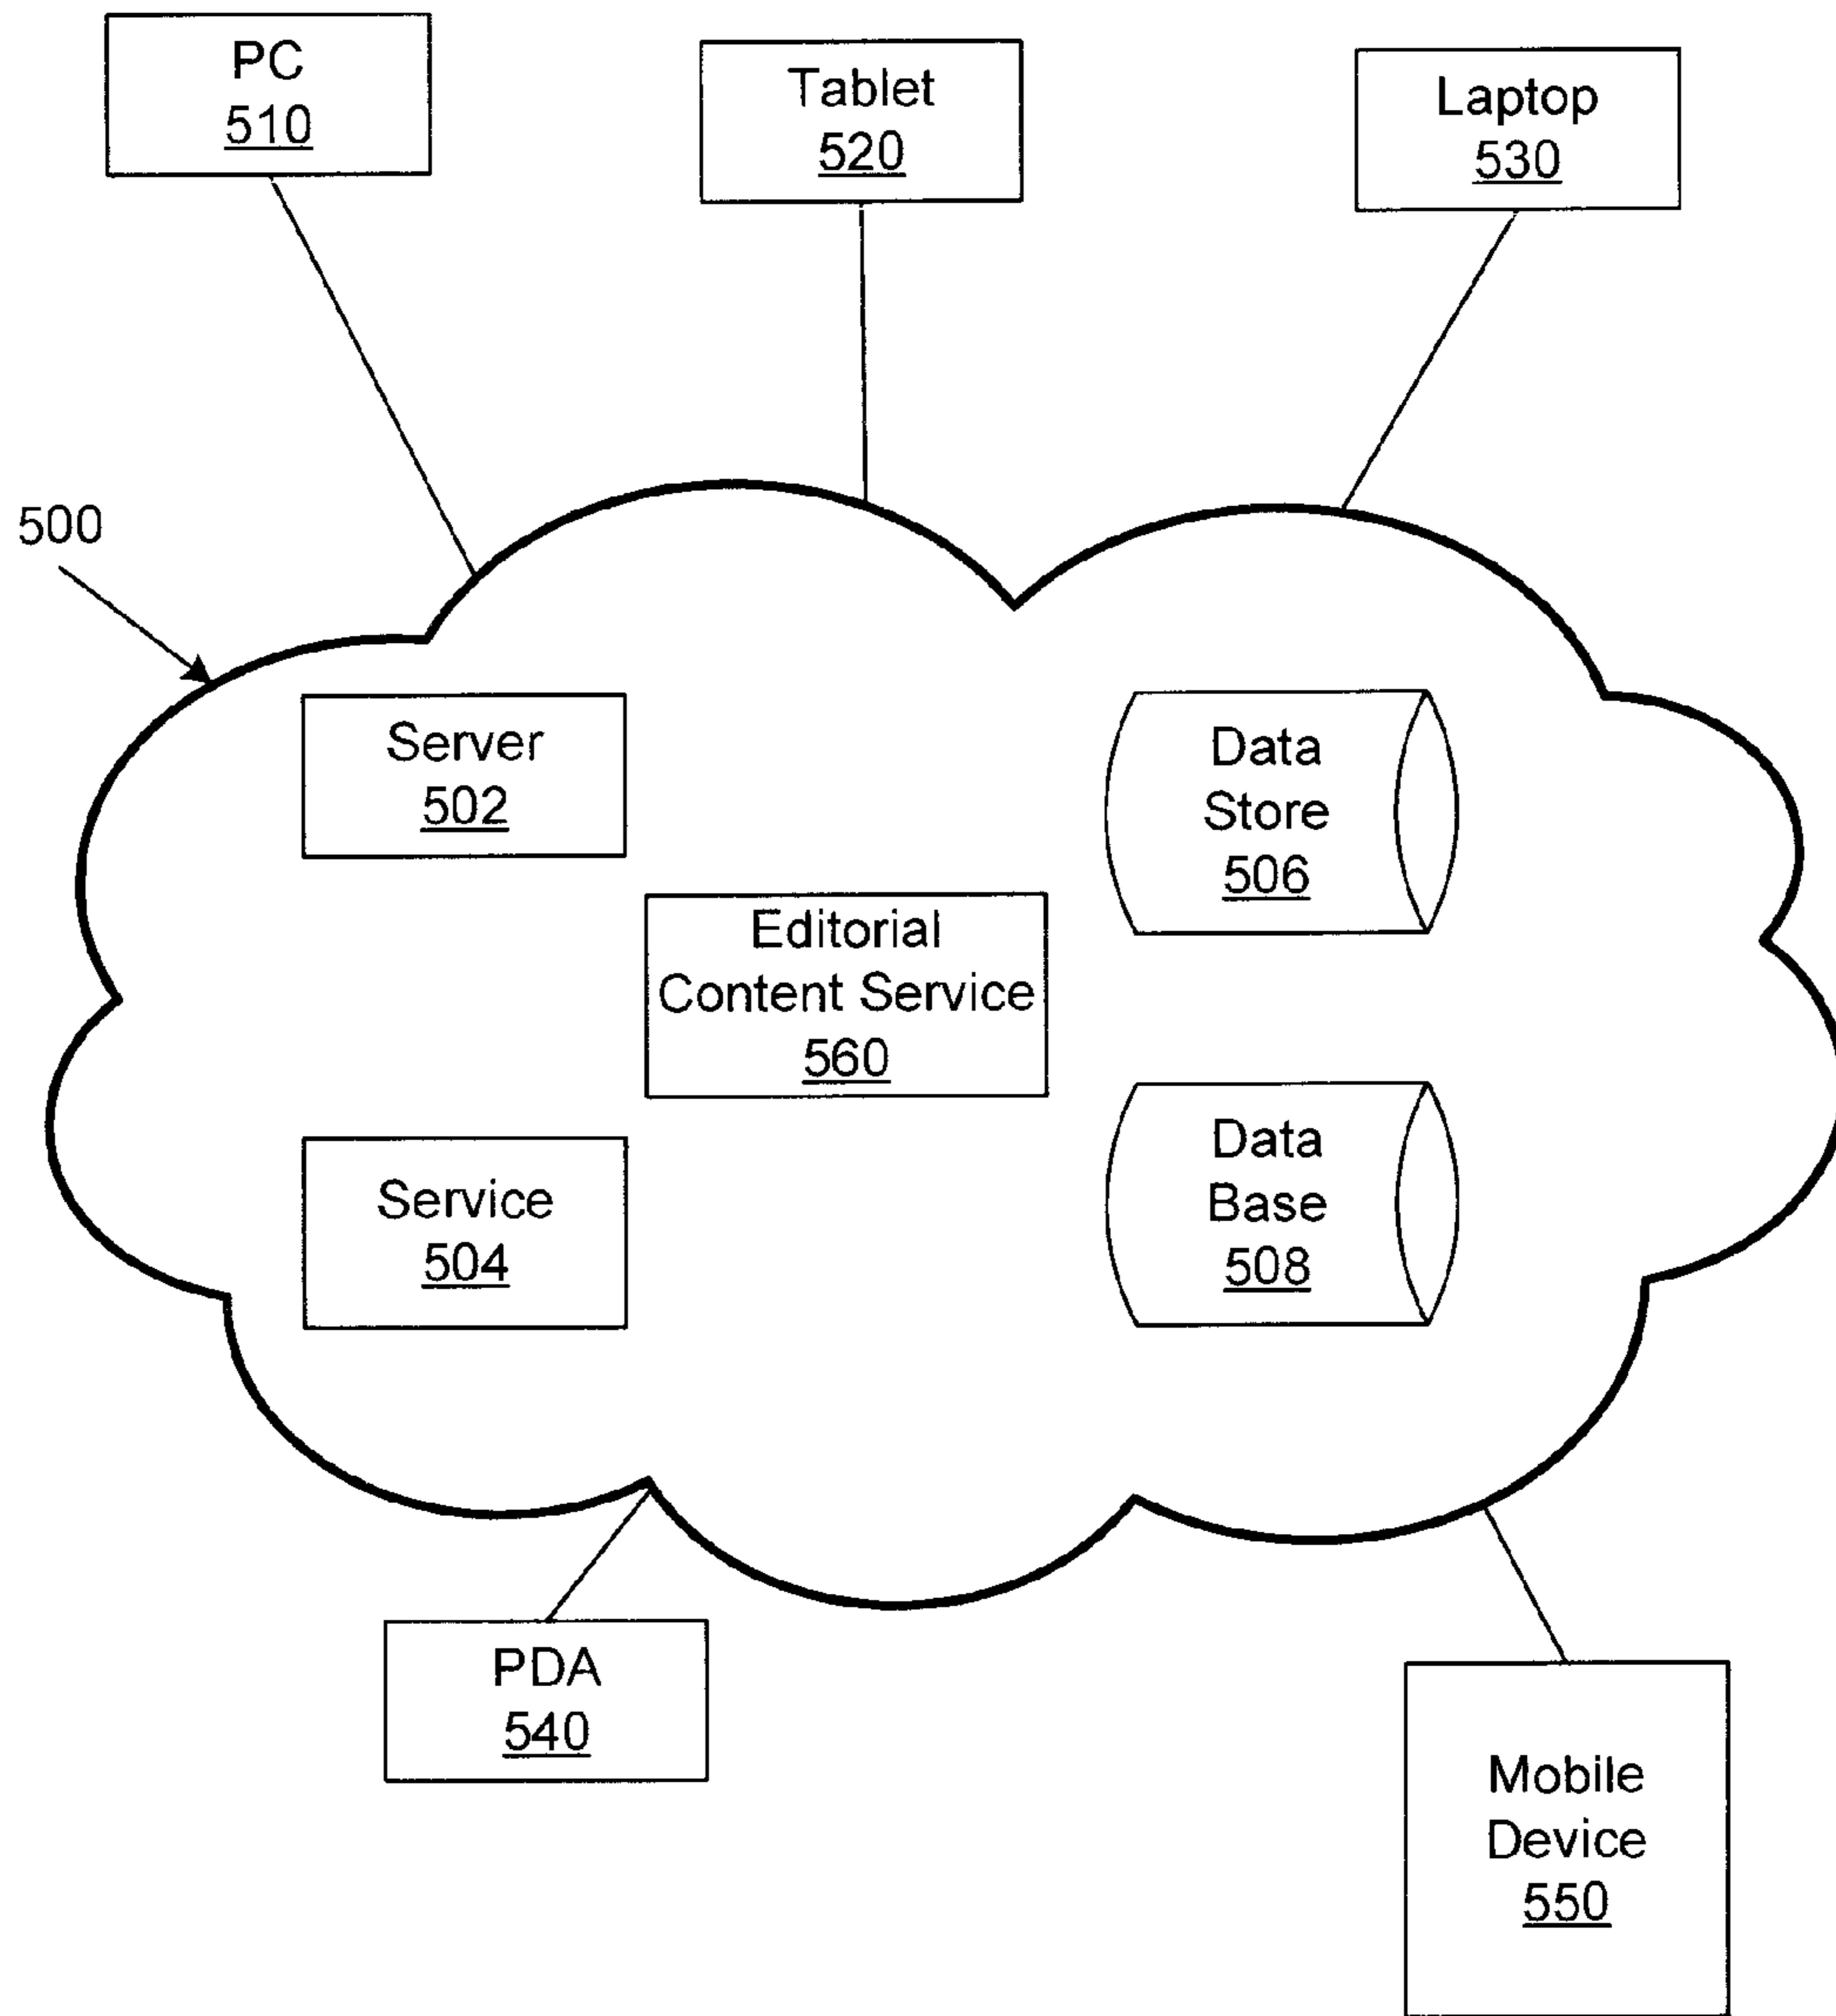 PC
510
Tablet
520
Laptop
530
500
Server
502
Data
Store
506
Editorial
Content Service
560
Service
504
Data
Base
508
PDA
540
Mobile
Device
550